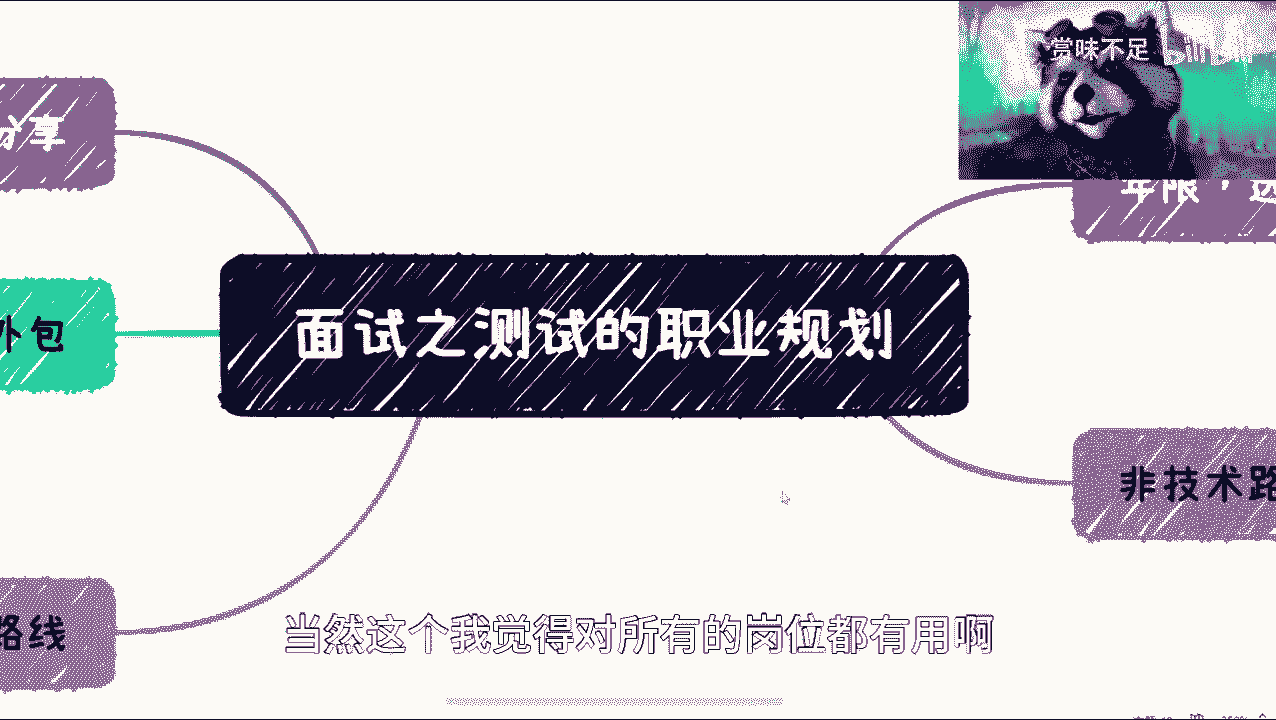 赏味不足 bilibili
分享
年限，选
面试之测试的职业规划
外包
非技术路
路线
当然这个我觉得对所有的岗位都有用啊